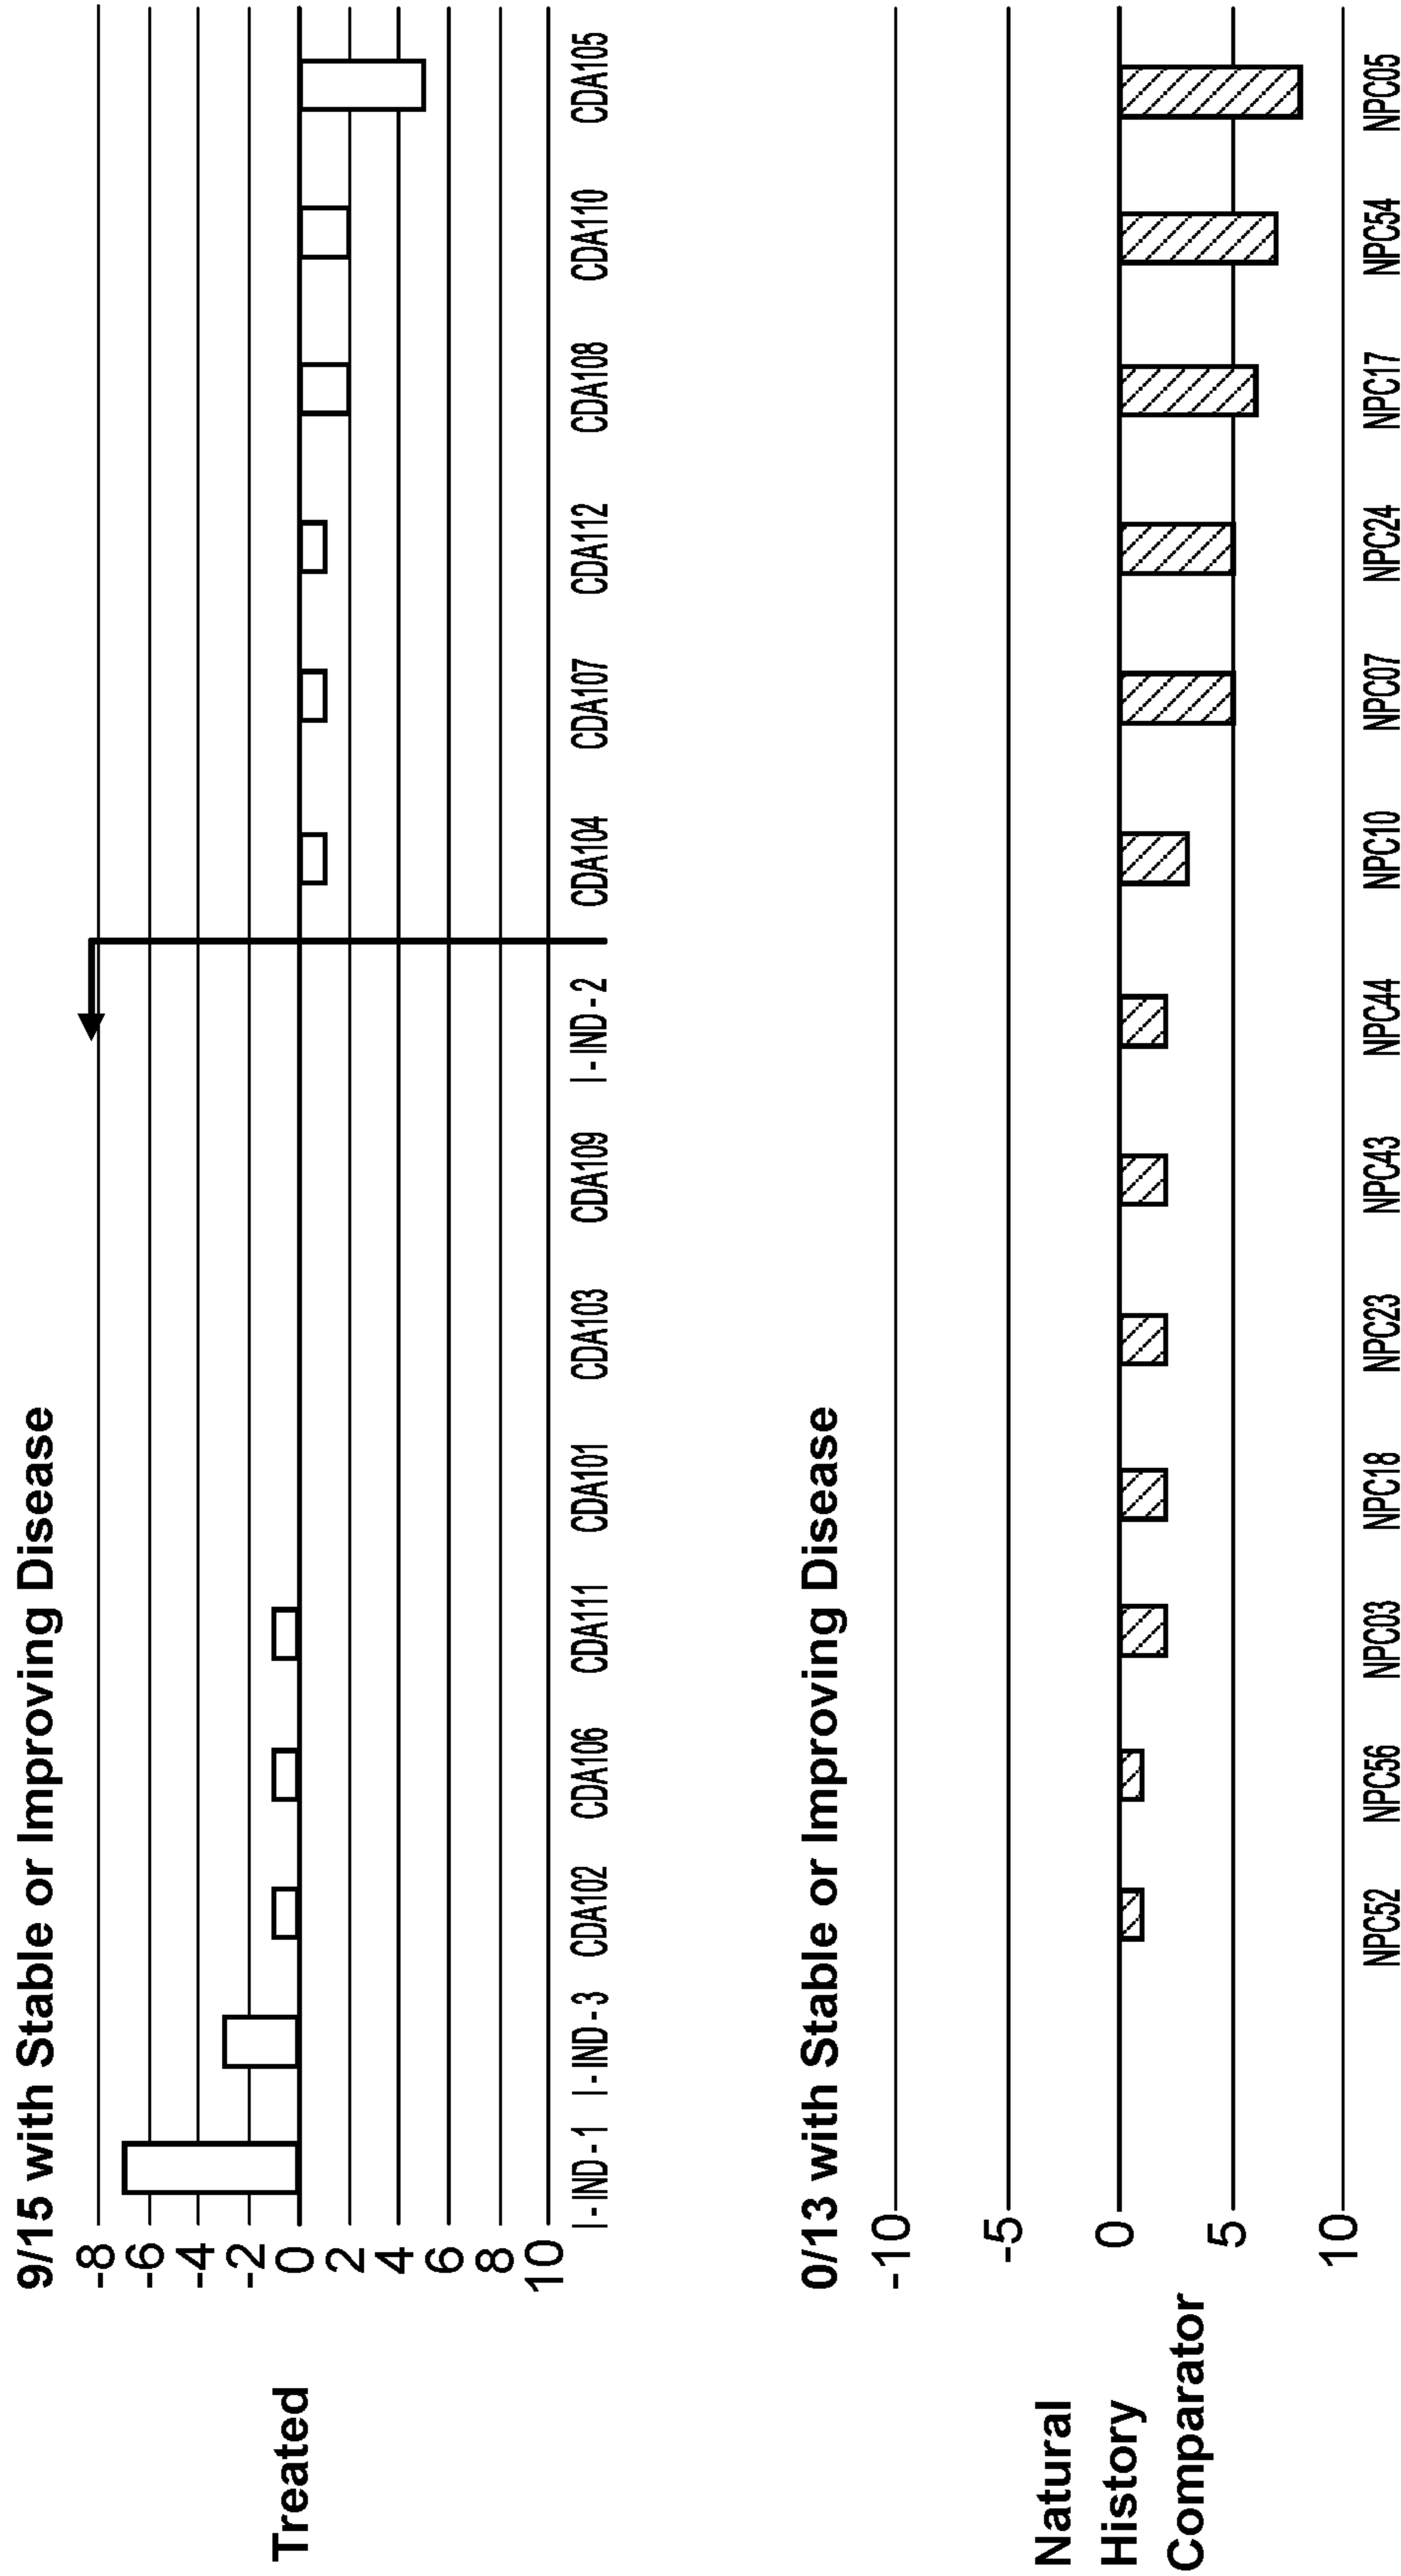 9/15 with Stable or Improving Disease
-8
-6
-4
-2
0
2
4
6
8
10
Treated
I-IND-1 I-IND-3 CDA102 CDA106 CDA111 CDA101 CDA103 CDA109 I-IND-2 CDA104 CDA107 CDA112 CDA108 CDA110 CDA105
0/13 with Stable or Improving Disease
-10
-5
0
5
10
Natural
History
Comparator
NPC52 NPC56 NPC03 NPC18 NPC23 NPC43 NPC44 NPC10 NPC07 NPC24 NPC17 NPC54 NPC05